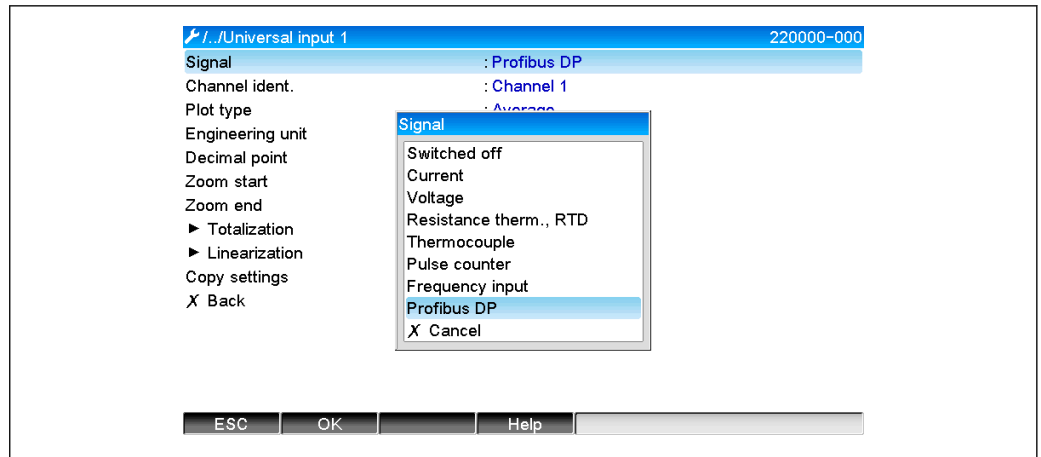 /../Universal input 1 220000-000
Signal : Profibus DP
Channel ident. : Channel 1
Plot type : Average
Engineering unit
Signal
Decimal point
Switched off
Zoom start
Current
Zoom end
Voltage
► Totalization
Resistance therm., RTD
► Linearization
Thermocouple
Copy settings
Pulse counter
X Back
Frequency input
Profibus DP
X Cancel
ESC OK Help